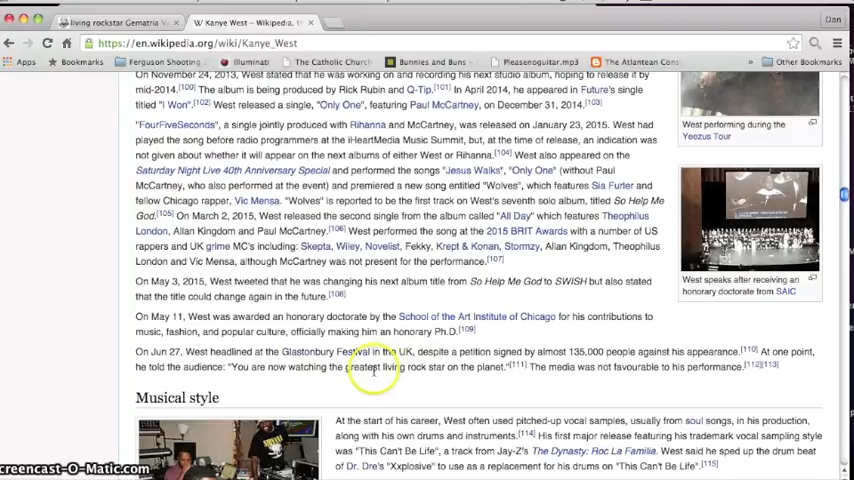 living rockstar Gematria V
Kanye West – Wikipedia, t
Dan
https://en.wikipedia.org/wiki/Kanye_West
Apps Bookmarks Ferguson Shooting The Catholic Church Bunnies and Buns Pleasenoguitar.mp3 The Atlantean Cons » Other Bookmarks
On November 24, 2013, West stated that he was working on and recording his next studio album, hoping to release it by
mid-2014.[100] The album is being produced by Rick Rubin and Q-Tip.[101] In April 2014, he appeared in Future's single
titled "I Won".[102] West released a single, "Only One", featuring Paul McCartney, on December 31, 2014.[103]
"FourFiveSeconds", a single jointly produced with Rihanna and McCartney, was released on January 23, 2015. West had
played the song before radio programmers at the iHeartMedia Music Summit, but, at the time of release, an indication was
not given about whether it will appear on the next albums of either West or Rihanna.[104] West also appeared on the
Saturday Night Live 40th Anniversary Special and performed the songs "Jesus Walks", "Only One" (without Paul
McCartney, who also performed at the event) and premiered a new song entitled "Wolves", which features Sia Furler and
fellow Chicago rapper, Vic Mensa. "Wolves" is reported to be the first track on West's seventh solo album, titled So Help Me
God.[105] On March 2, 2015, West released the second single from the album called "All Day" which features Theophilus
London, Allan Kingdom and Paul McCartney.[106] West performed the song at the 2015 BRIT Awards with a number of US
rappers and UK grime MC's including: Skepta, Wiley, Novelist, Fekky, Krept & Konan, Stormzy, Allan Kingdom, Theophilus
London and Vic Mensa, although McCartney was not present for the performance.[107]
On May 3, 2015, West tweeted that he was changing his next album title from So Help Me God to SWISH but also stated
that the title could change again in the future.[108]
On May 11, West was awarded an honorary doctorate by the School of the Art Institute of Chicago for his contributions to
music, fashion, and popular culture, officially making him an honorary Ph.D.[109]
On Jun 27, West headlined at the Glastonbury Festival in the UK, despite a petition signed by almost 135,000 people against his appearance.[110] At one point,
he told the audience: "You are now watching the greatest living rock star on the planet."[111] The media was not favourable to his performance.[112][113]
West performing during the
Yeezus Tour
West speaks after receiving an
honorary doctorate from SAIC
Musical style
At the start of his career, West often used pitched-up vocal samples, usually from soul songs, in his production,
along with his own drums and instruments.[114] His first major release featuring his trademark vocal sampling
style was "This Can't Be Life", a track from Jay-Z's The Dynasty: Roc La Familia. West said he sped up the drum beat
of Dr. Dre's "Xxplosive" to use as a replacement for his drums on "This Can't Be Life".[115]
creencast-O-Matic.com